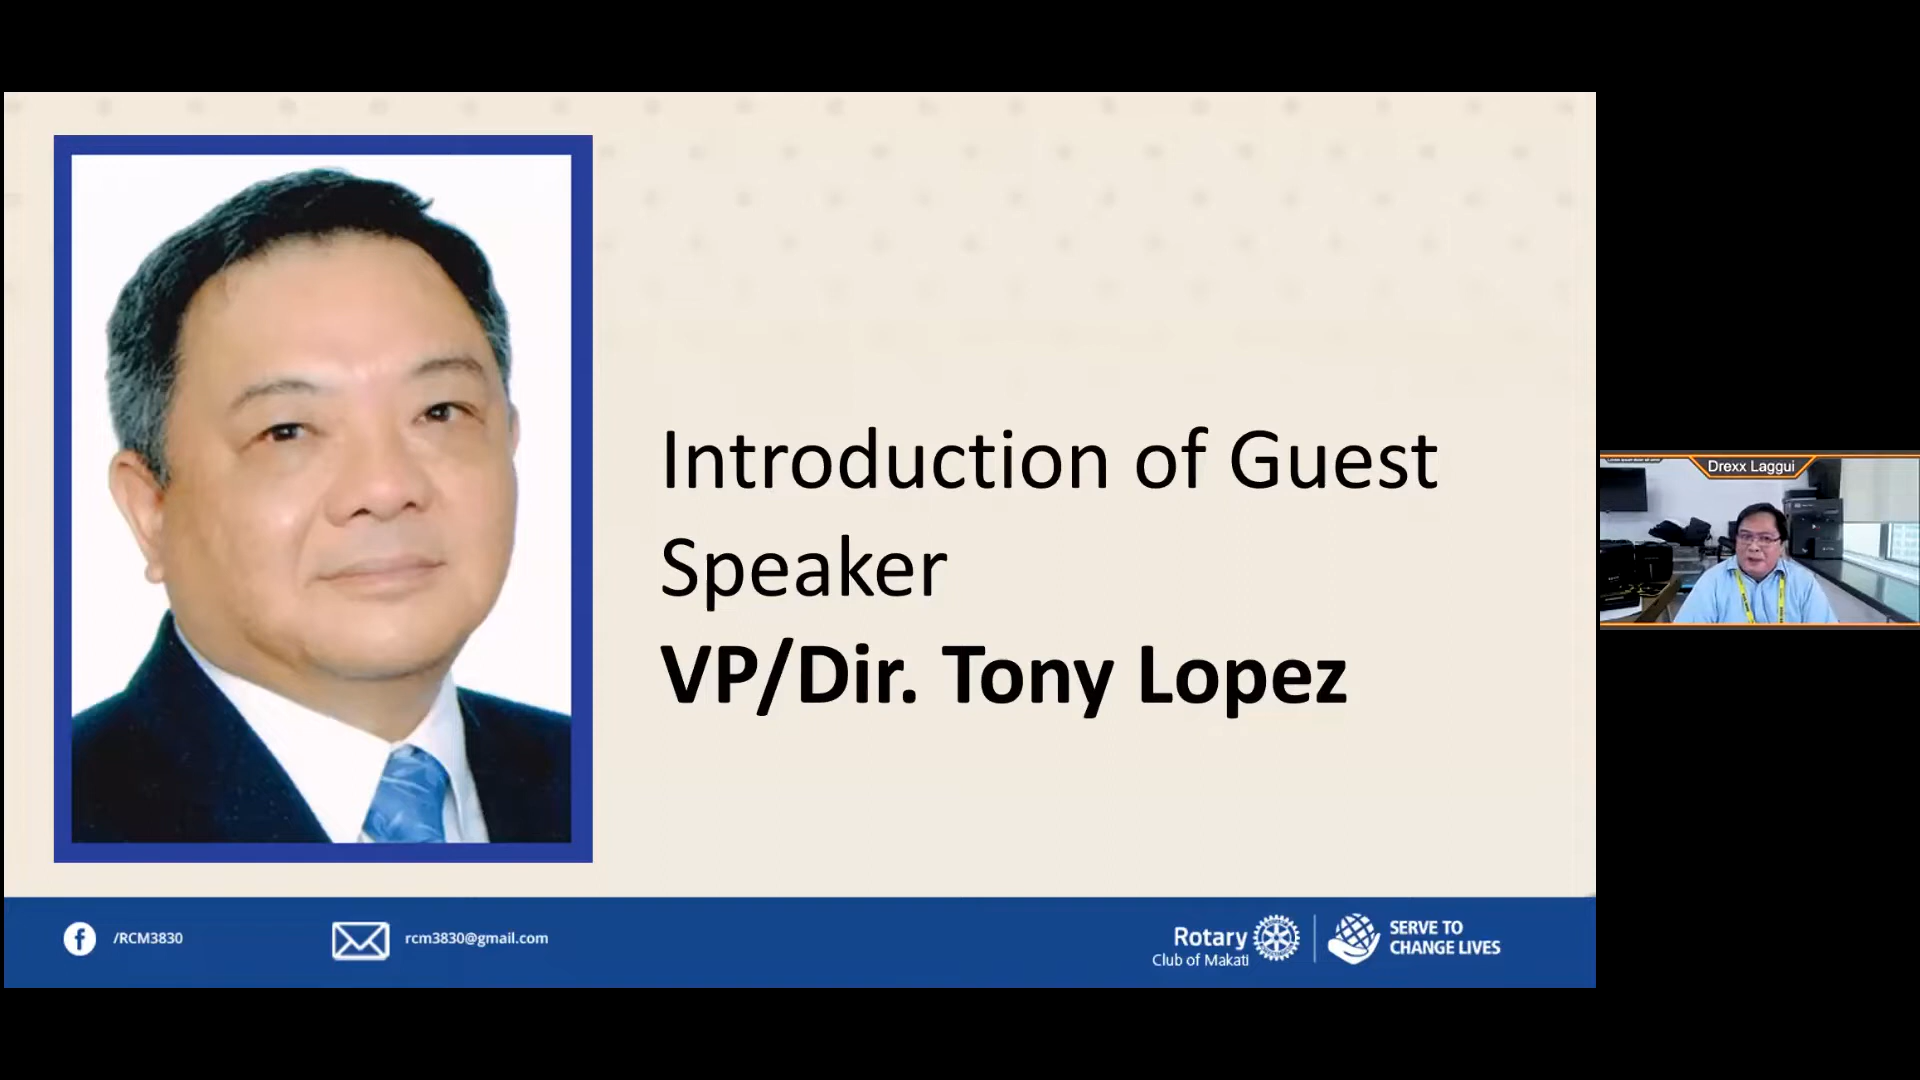 Introduction of Guest
Speaker
VP/Dir. Tony Lopez
Drexx Laggui
f /RCM3830
rcm3830@gmail.com
Rotary
Club of Makati
SERVE TO
CHANGE LIVES